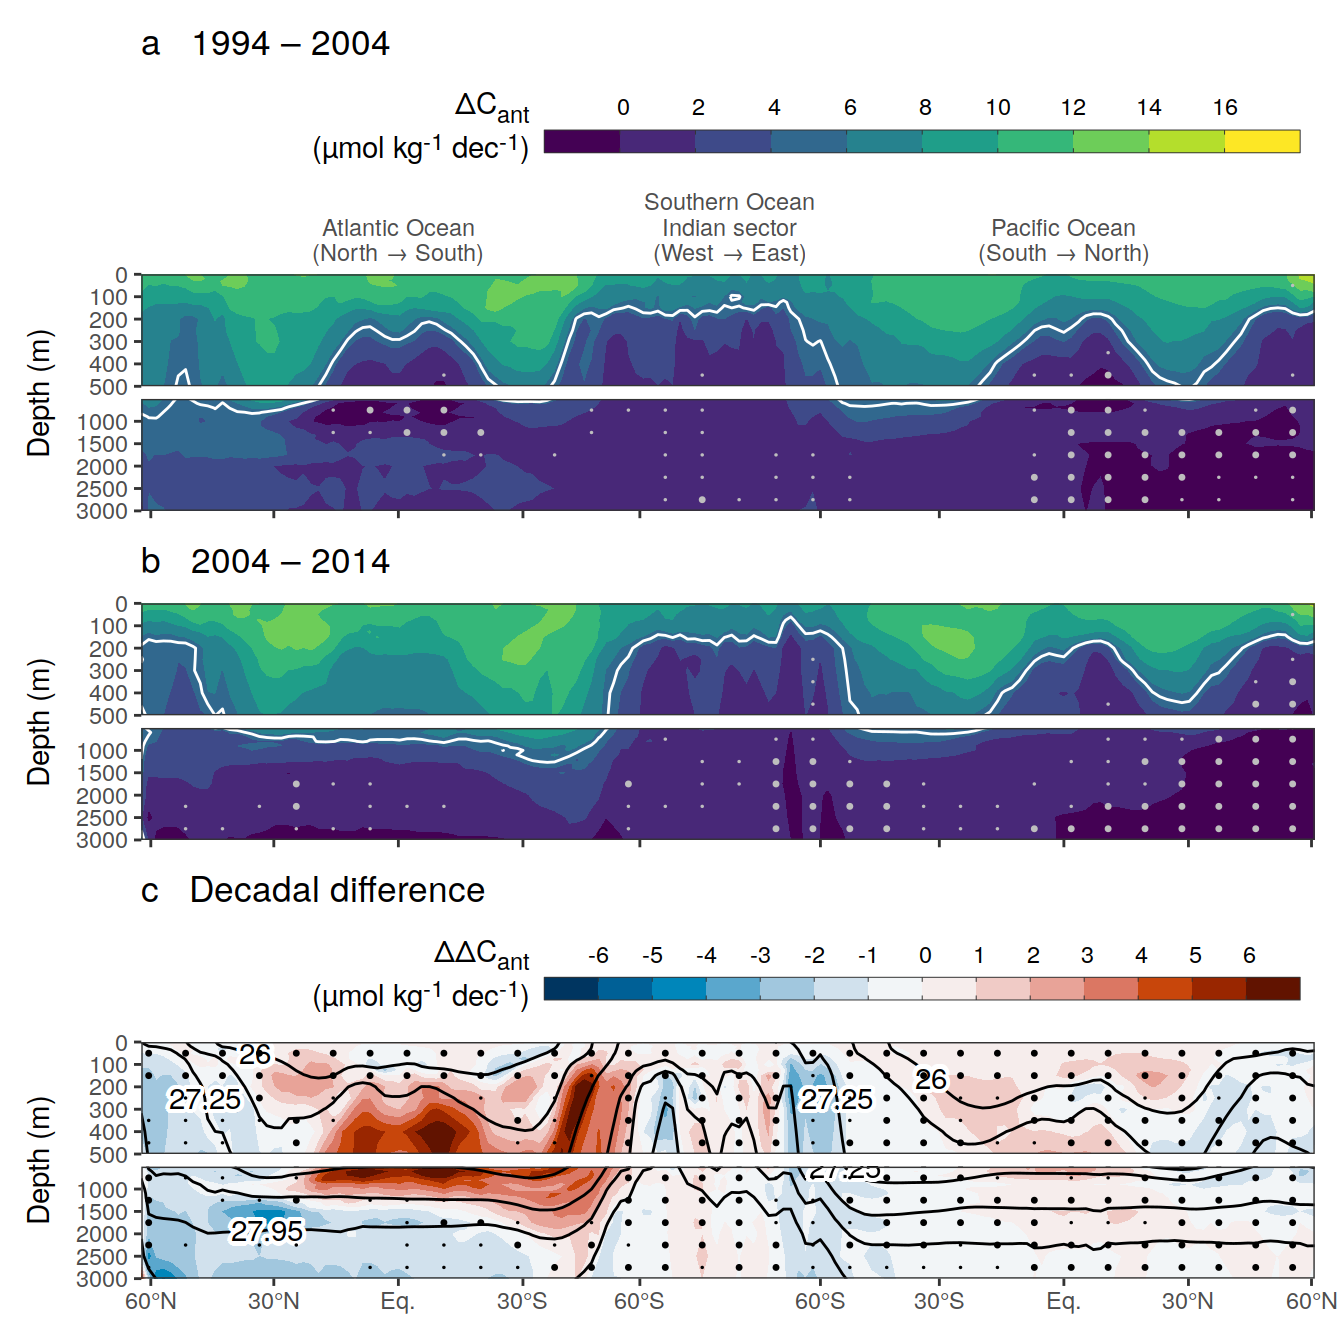 a 1994 – 2004
ΔCant
(μmol kg-1 dec-1)
0 2 4 6 8 10 12 14 16
Atlantic Ocean
(North → South)
Southern Ocean
Indian sector
(West → East)
Pacific Ocean
(South → North)
Depth (m)
0
100
200
300
400
500
1000
1500
2000
2500
3000
b 2004 – 2014
Depth (m)
0
100
200
300
400
500
1000
1500
2000
2500
3000
c Decadal difference
ΔΔCant
(μmol kg-1 dec-1)
-6 -5 -4 -3 -2 -1 0 1 2 3 4 5 6
Depth (m)
0
100
200
300
400
500
1000
1500
2000
2500
3000
26
27.25
27.95
26
27.25
27.25
60°N 30°N Eq. 30°S 60°S 60°S 30°S Eq. 30°N 60°N